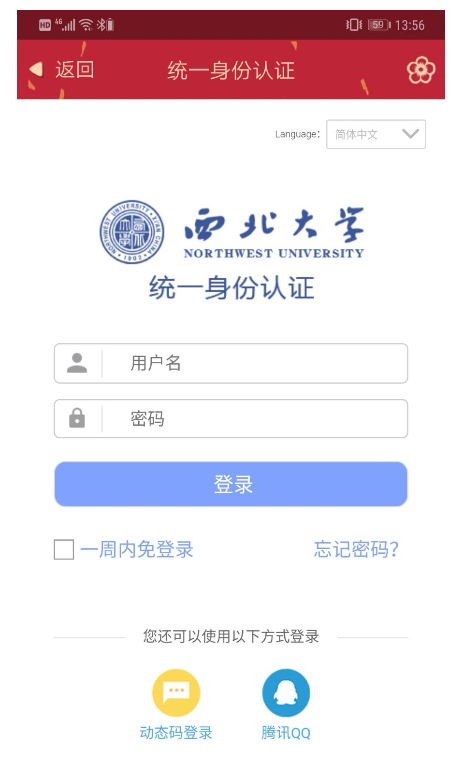 HD 46 59 13:56
返回 统一身份认证
Language: 简体中文
西北大学
NORTHWEST UNIVERSITY
统一身份认证
用户名
密码
登录
一周内免登录 忘记密码?
您还可以使用以下方式登录
动态码登录 腾讯QQ